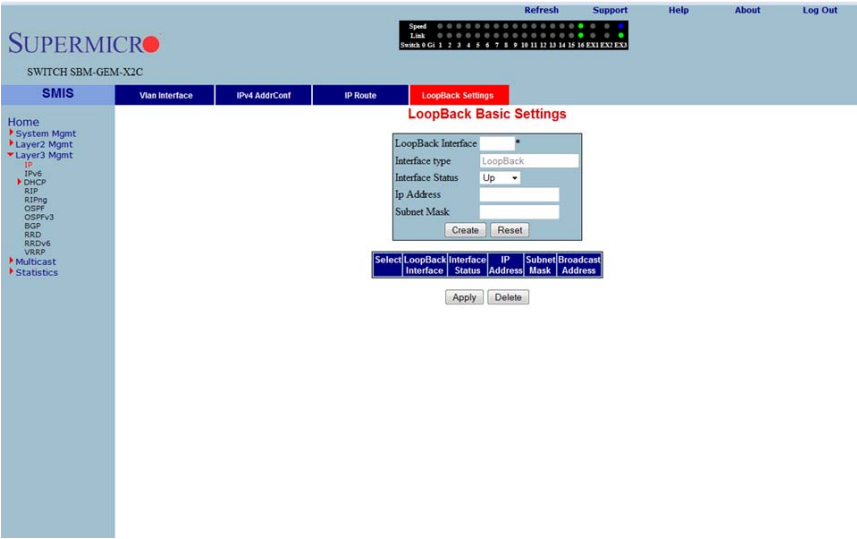 Refresh Support Help About Log Out
Speed
Link
Switch 0 Gi 1 2 3 4 5 6 7 8 9 10 11 12 13 14 15 16 EX1 EX2 EX3
SUPERMICRO
SWITCH SBM-GEM-X2C
SMIS
Vlan Interface IPv4 AddrConf IP Route LoopBack Settings
Home
System Mgmt
Layer2 Mgmt
Layer3 Mgmt
IP
IPv6
DHCP
RIP
RIPng
OSPF
OSPFv3
BGP
RRD
RRDv6
VRRP
Multicast
Statistics
LoopBack Basic Settings
LoopBack Interface *
Interface type LoopBack
Interface Status Up
Ip Address
Subnet Mask
Create Reset
Select LoopBack Interface Interface Status IP Address Subnet Mask Broadcast Address
Apply Delete